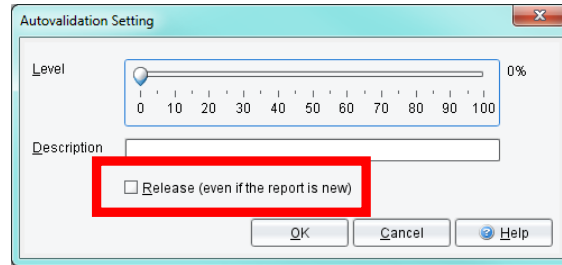 Autovalidation Setting
Level
0%
0 10 20 30 40 50 60 70 80 90 100
Description
Release (even if the report is new)
OK Cancel Help